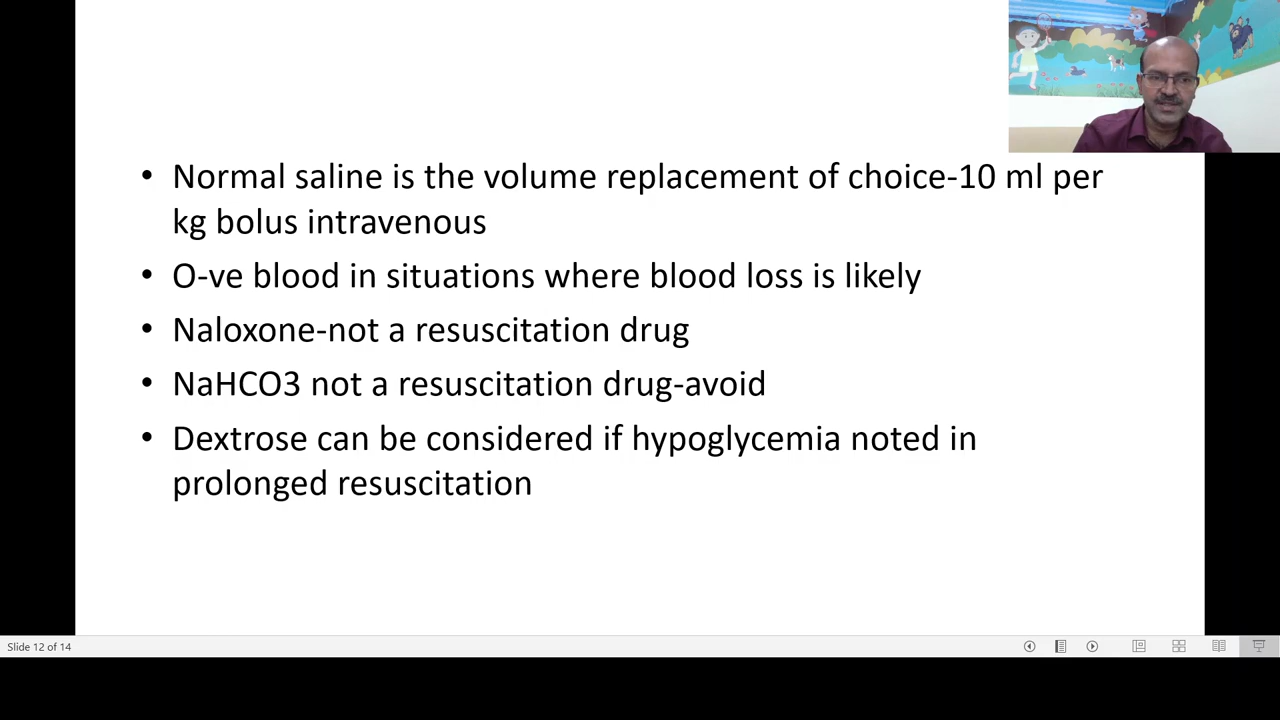 • Normal saline is the volume replacement of choice-10 ml per
kg bolus intravenous
• O-ve blood in situations where blood loss is likely
• Naloxone-not a resuscitation drug
• NaHCO3 not a resuscitation drug-avoid
• Dextrose can be considered if hypoglycemia noted in
prolonged resuscitation
Slide 12 of 14